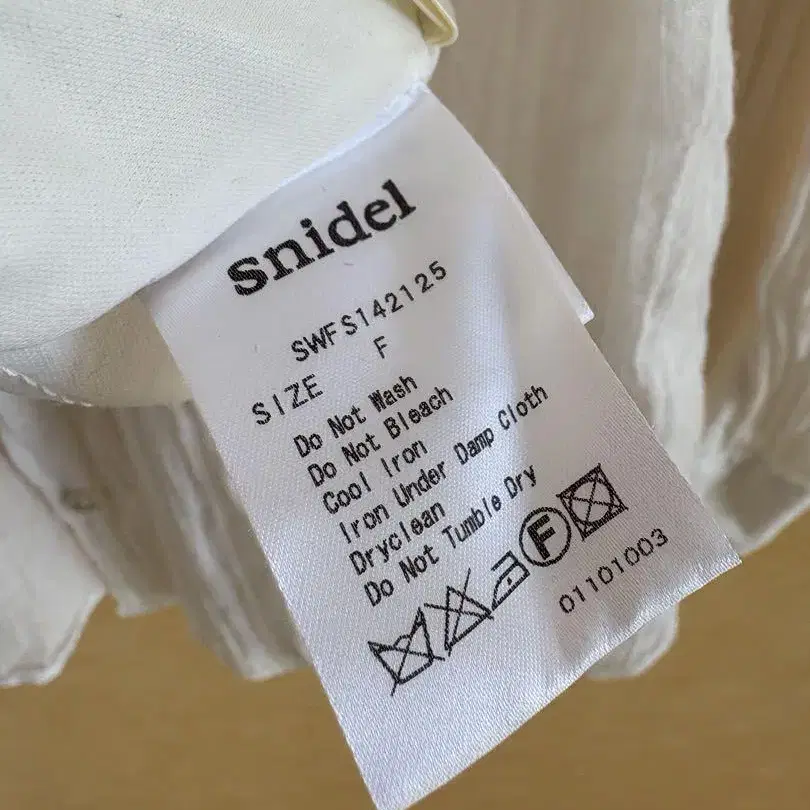 snidel
SWFS142125
SIZE F
Do Not Wash
Do Not Bleach
Cool Iron
Iron Under Damp Cloth
Dryclean
Do Not Tumble Dry
F
01101003